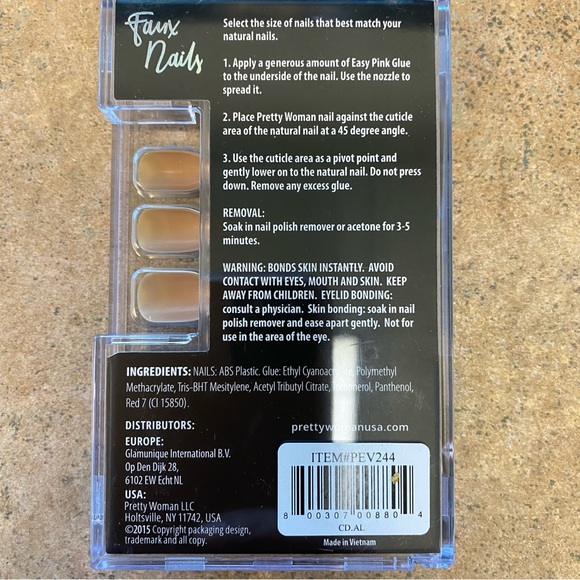 Faux
Nails
Select the size of nails that best match your
natural nails.
1. Apply a generous amount of Easy Pink Glue
to the underside of the nail. Use the nozzle to
spread it.
2. Place Pretty Woman nail against the cuticle
area of the natural nail at a 45 degree angle.
3. Use the cuticle area as a pivot point and
gently lower on to the natural nail. Do not press
down. Remove any excess glue.
REMOVAL:
Soak in nail polish remover or acetone for 3-5
minutes.
WARNING: BONDS SKIN INSTANTLY. AVOID
CONTACT WITH EYES, MOUTH AND SKIN. KEEP
AWAY FROM CHILDREN. EYELID BONDING:
consult a physician. Skin bonding: soak in nail
polish remover and ease apart gently. Not for
use in the area of the eye.
INGREDIENTS: NAILS: ABS Plastic. Glue: Ethyl Polymethyl
Methacrylate, Tris-BHT Mesitylene, Acetyl Tributyl Citrate, Panthenol,
Red 7 (CI 15850).
DISTRIBUTORS:
EUROPE:
Glamunique International B.V.
Op Den Dijk 28,
6102 EW Echt NL
USA:
Pretty Woman LLC
Holtsville, NY 11742, USA
©2015 Copyright packaging design,
trademark and all copy.
prettywomanusa.com
ITEM#PEV244
8 00307 00880 4
CD.AL
Made in Vietnam